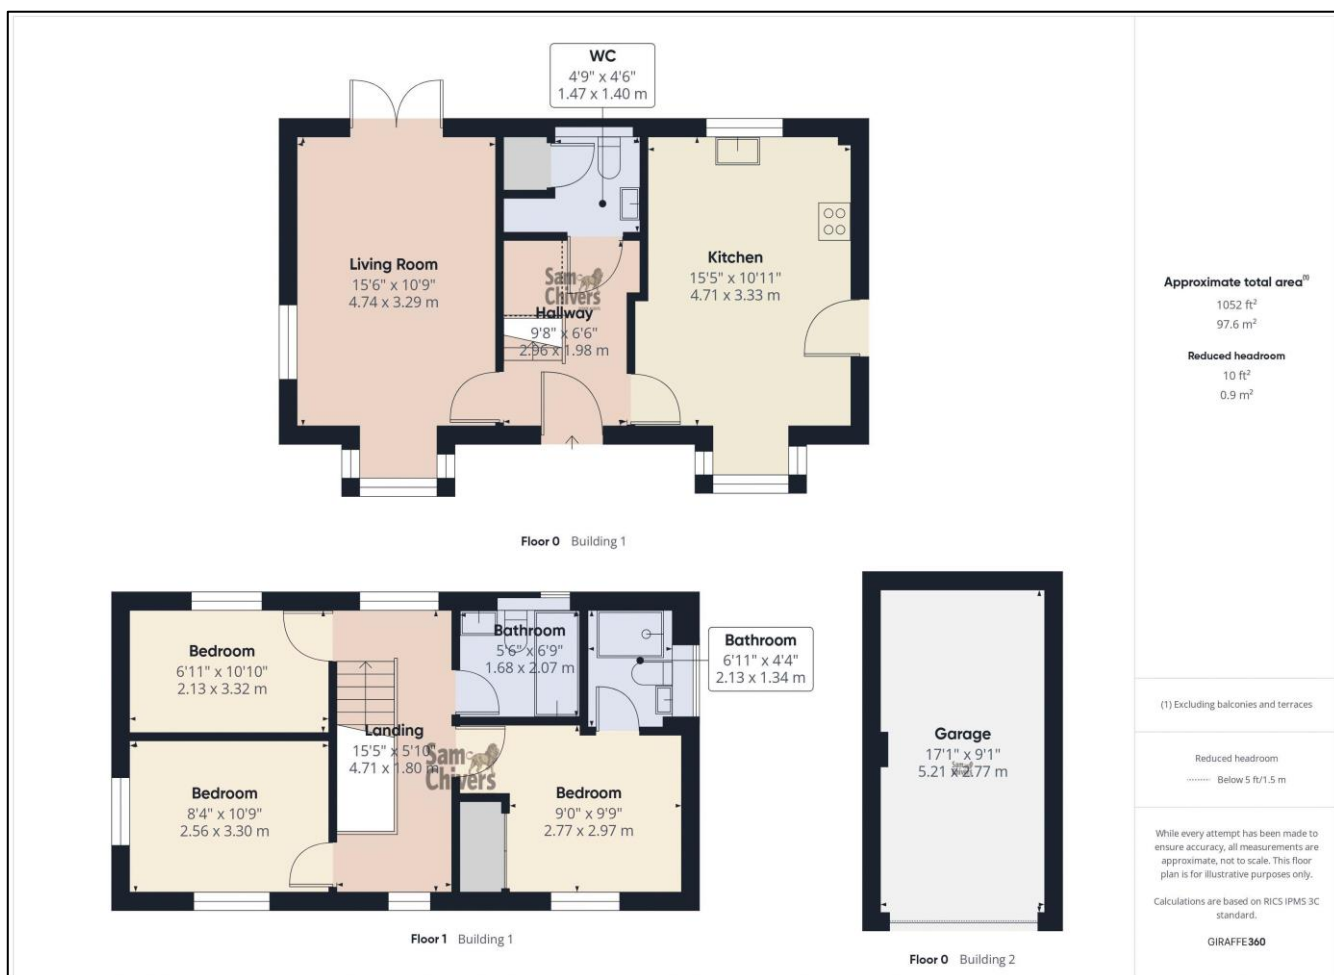 WC
4'9" x 4'6"
1.47 x 1.40 m
Living Room
15'6" x 10'9"
4.74 x 3.29 m
Kitchen
15'5" x 10'11"
4.71 x 3.33 m
Sam
Chivers
Hallway
9'8" x 6'6"
2.96 x 1.98 m
Floor 0 Building 1
Bedroom
6'11" x 10'10"
2.13 x 3.32 m
Bathroom
5'6" x 6'9"
1.68 x 2.07 m
Bathroom
6'11" x 4'4"
2.13 x 1.34 m
Landing
15'5" x 5'10"
4.71 x 1.80 m
Sam
Chivers
Bedroom
8'4" x 10'9"
2.56 x 3.30 m
Bedroom
9'0" x 9'9"
2.77 x 2.97 m
Floor 1 Building 1
Garage
17'1" x 9'1"
5.21 x 2.77 m
Floor 0 Building 2
Approximate total area(1)
1052 ft²
97.6 m²
Reduced headroom
10 ft²
0.9 m²
(1) Excluding balconies and terraces
Reduced headroom
Below 5 ft/1.5 m
While every attempt has been made to
ensure accuracy, all measurements are
approximate, not to scale. This floor
plan is for illustrative purposes only.
Calculations are based on RICS IPMS 3C
standard.
GIRAFFE360